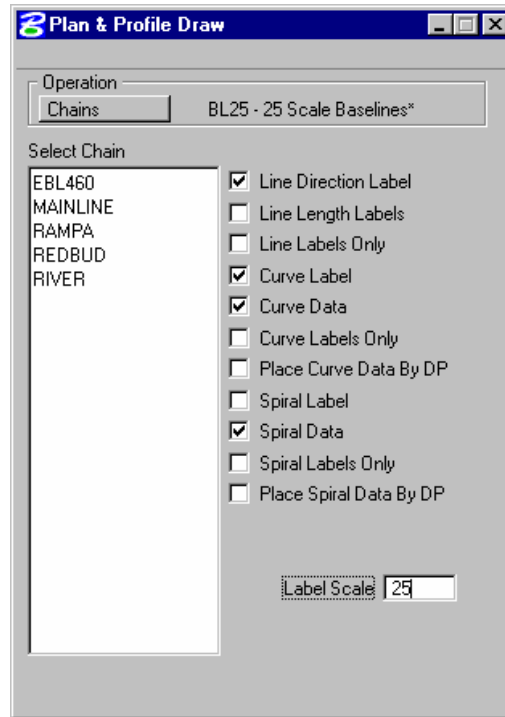 Plan & Profile Draw
Operation
Chains BL25 - 25 Scale Baselines*
Select Chain
EBL460
MAINLINE
RAMPA
REDBUD
RIVER
Line Direction Label
Line Length Labels
Line Labels Only
Curve Label
Curve Data
Curve Labels Only
Place Curve Data By DP
Spiral Label
Spiral Data
Spiral Labels Only
Place Spiral Data By DP
Label Scale 25